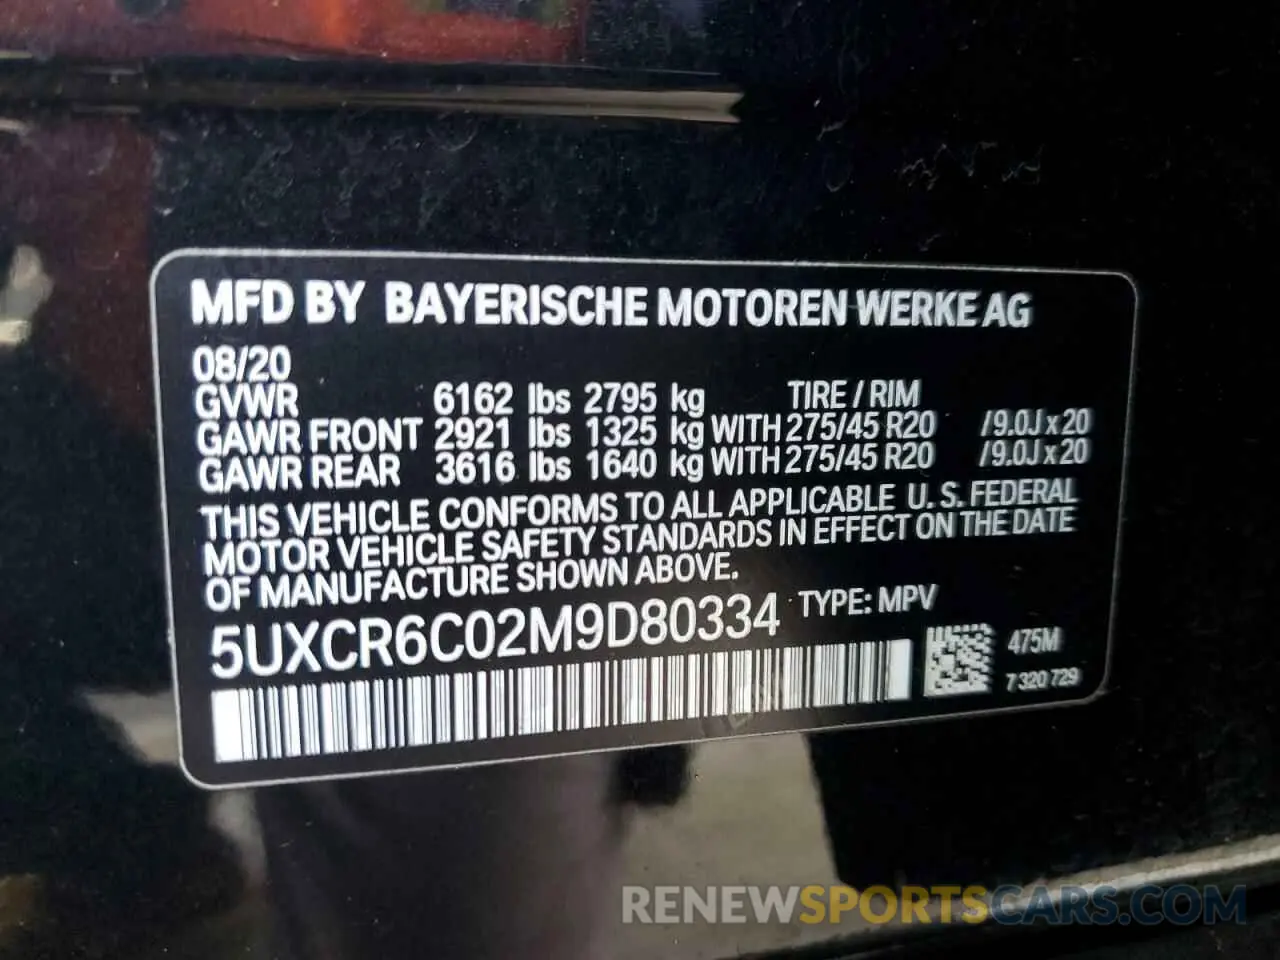 MFD BY BAYERISCHE MOTOREN WERKE AG
08/20
GVWR 6162 lbs 2795 kg TIRE / RIM
GAWR FRONT 2921 lbs 1325 kg WITH 275/45 R20 /9.0J x 20
GAWR REAR 3616 lbs 1640 kg WITH 275/45 R20 /9.0J x 20
THIS VEHICLE CONFORMS TO ALL APPLICABLE U. S. FEDERAL
MOTOR VEHICLE SAFETY STANDARDS IN EFFECT ON THE DATE
OF MANUFACTURE SHOWN ABOVE.
5UXCR6C02M9D80334 TYPE: MPV
475M
7 320 729
RENEWSPORTSCARS.COM